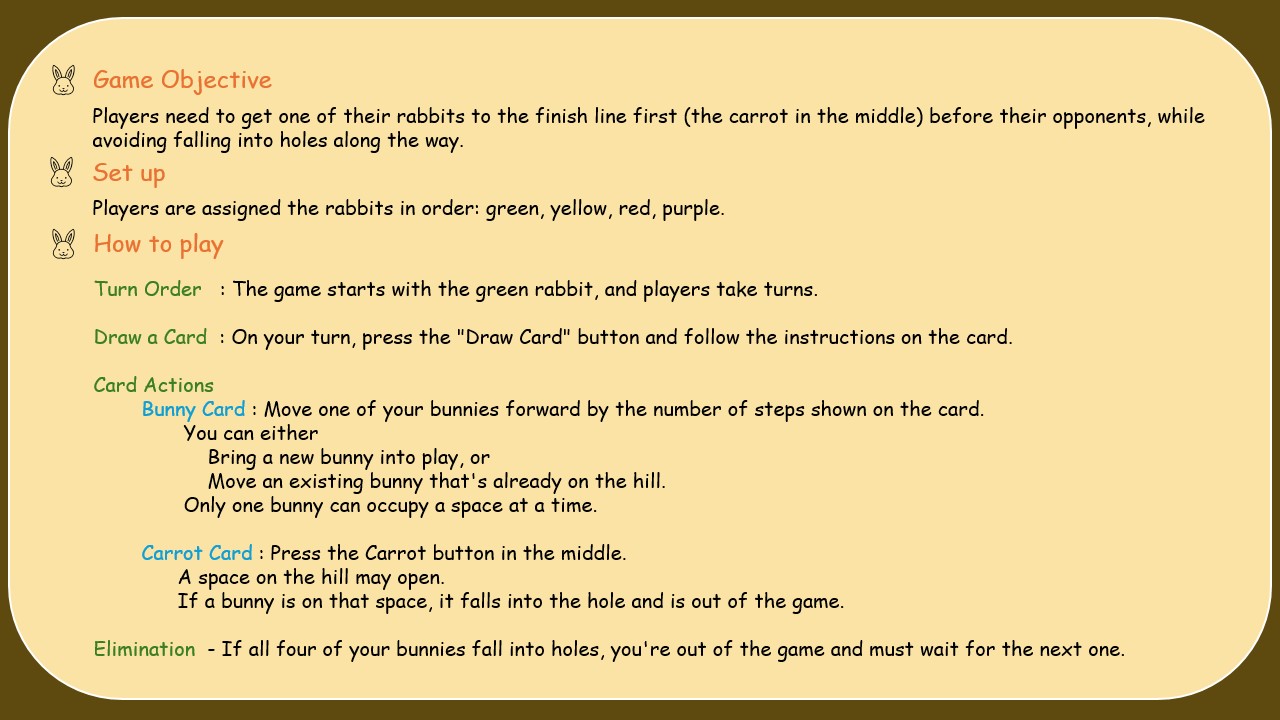 Game Objective
Players need to get one of their rabbits to the finish line first (the carrot in the middle) before their opponents, while
avoiding falling into holes along the way.
Set up
Players are assigned the rabbits in order: green, yellow, red, purple.
How to play
Turn Order : The game starts with the green rabbit, and players take turns.
Draw a Card : On your turn, press the "Draw Card" button and follow the instructions on the card.
Card Actions
Bunny Card : Move one of your bunnies forward by the number of steps shown on the card.
You can either
Bring a new bunny into play, or
Move an existing bunny that's already on the hill.
Only one bunny can occupy a space at a time.
Carrot Card : Press the Carrot button in the middle.
A space on the hill may open.
If a bunny is on that space, it falls into the hole and is out of the game.
Elimination - If all four of your bunnies fall into holes, you're out of the game and must wait for the next one.